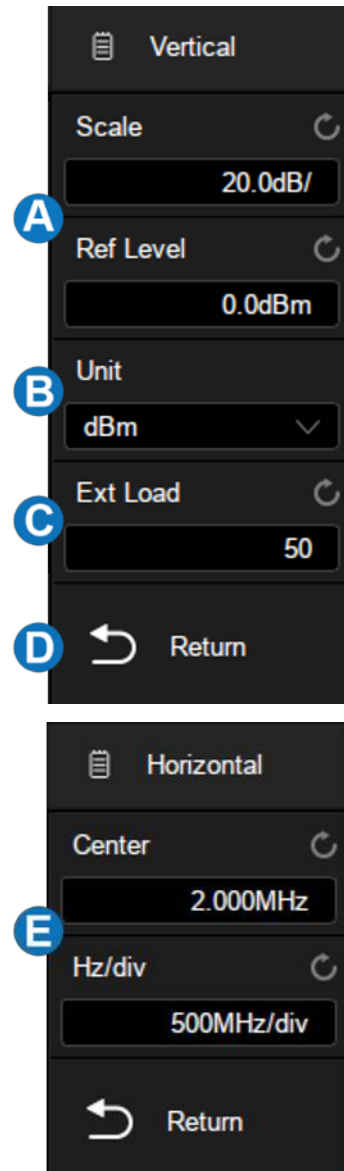 Vertical
Scale
20.0dB/
A
Ref Level
0.0dBm
Unit
B
dBm
Ext Load
C
50
D
Return
Horizontal
Center
2.000MHz
E
Hz/div
500MHz/div
Return